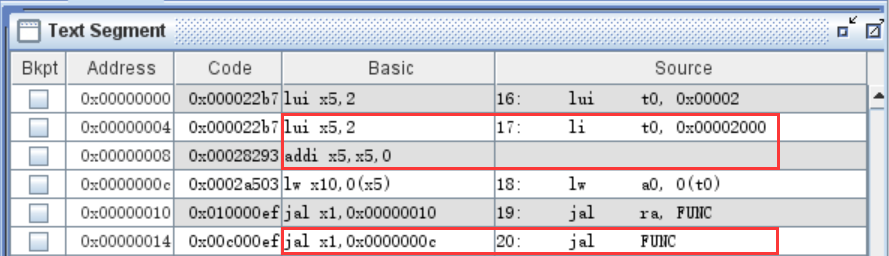 Text Segment
Bkpt Address Code Basic Source
0x00000000 0x000022b7 lui x5,2 16: lui t0, 0x00002
0x00000004 0x000022b7 lui x5,2 17: li t0, 0x00002000
0x00000008 0x00028293 addi x5,x5,0
0x0000000c 0x0002a503 lw x10,0(x5) 18: lw a0, 0(t0)
0x00000010 0x010000ef jal x1,0x00000010 19: jal ra, FUNC
0x00000014 0x00c000ef jal x1,0x0000000c 20: jal FUNC